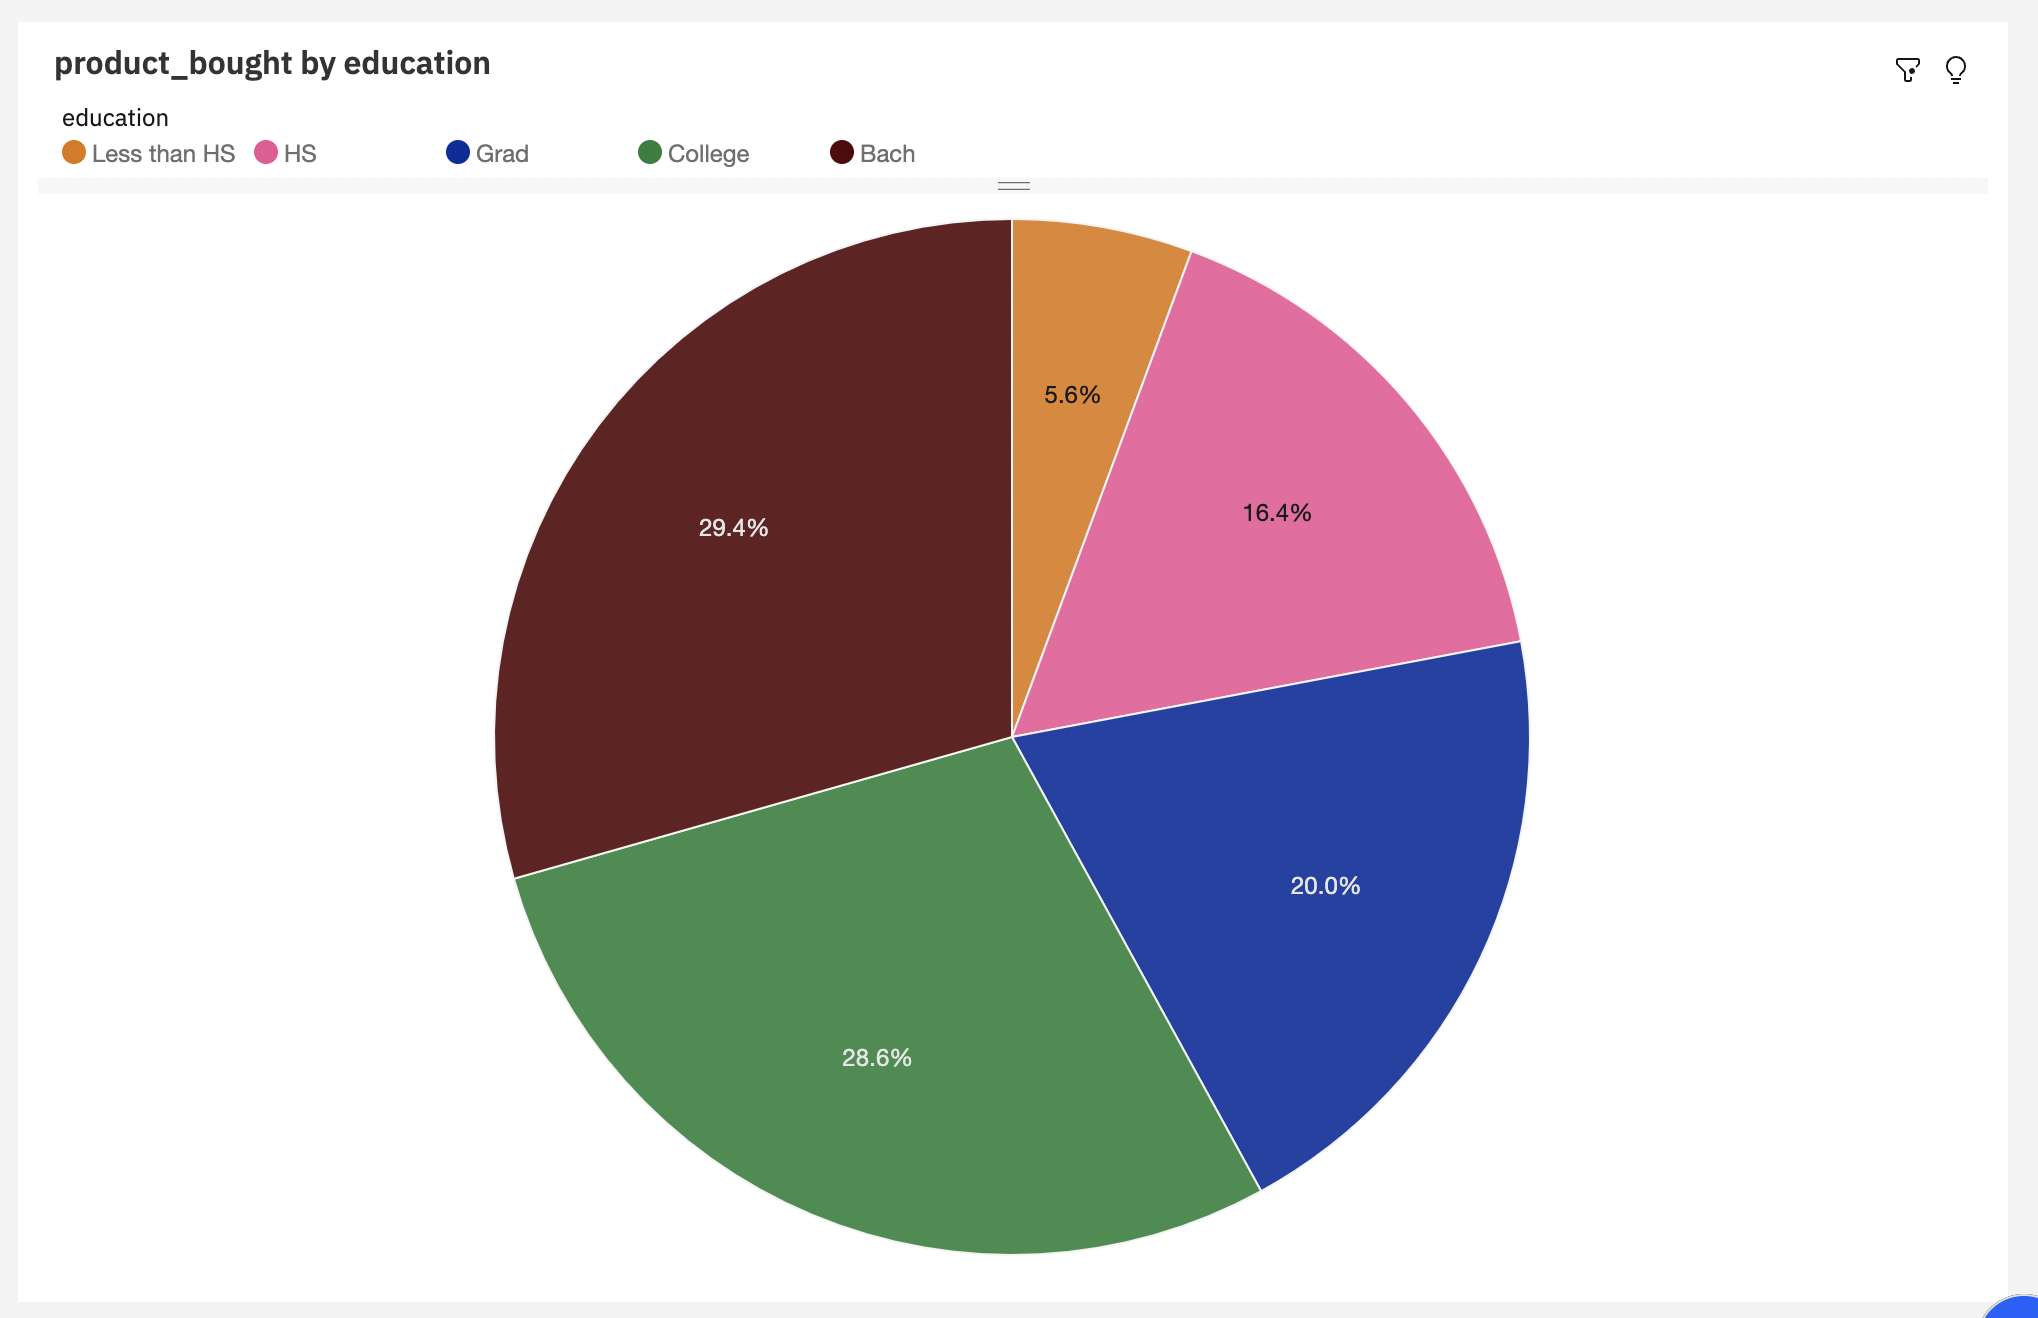 product_bought by education
education
Less than HS HS Grad College Bach
5.6%
16.4%
29.4%
20.0%
28.6%